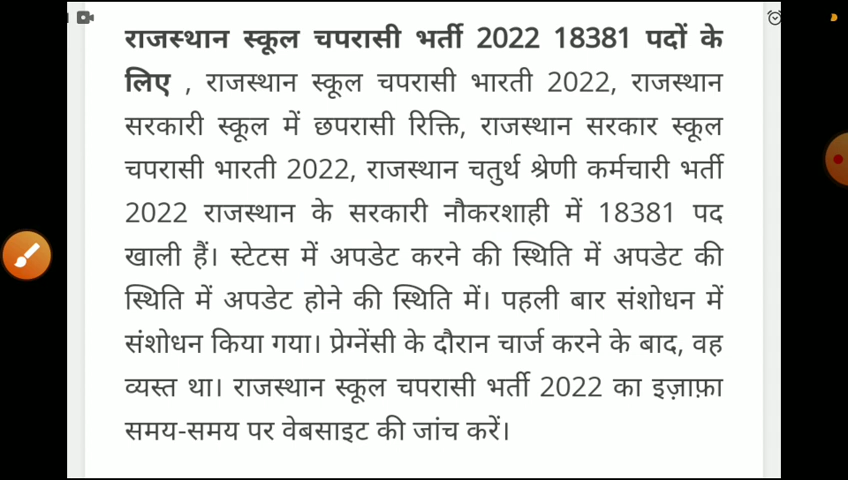 राजस्थान स्कूल चपरासी भर्ती 2022 18381 पदों के
लिए , राजस्थान स्कूल चपरासी भारती 2022, राजस्थान
सरकारी स्कूल में छपरासी रिक्ति, राजस्थान सरकार स्कूल
चपरासी भारती 2022, राजस्थान चतुर्थ श्रेणी कर्मचारी भर्ती
2022 राजस्थान के सरकारी नौकरशाही में 18381 पद
खाली हैं। स्टेटस में अपडेट करने की स्थिति में अपडेट की
स्थिति में अपडेट होने की स्थिति में। पहली बार संशोधन में
संशोधन किया गया। प्रेग्नेंसी के दौरान चार्ज करने के बाद, वह
व्यस्त था। राजस्थान स्कूल चपरासी भर्ती 2022 का इज़ाफ़ा
समय-समय पर वेबसाइट की जांच करें।